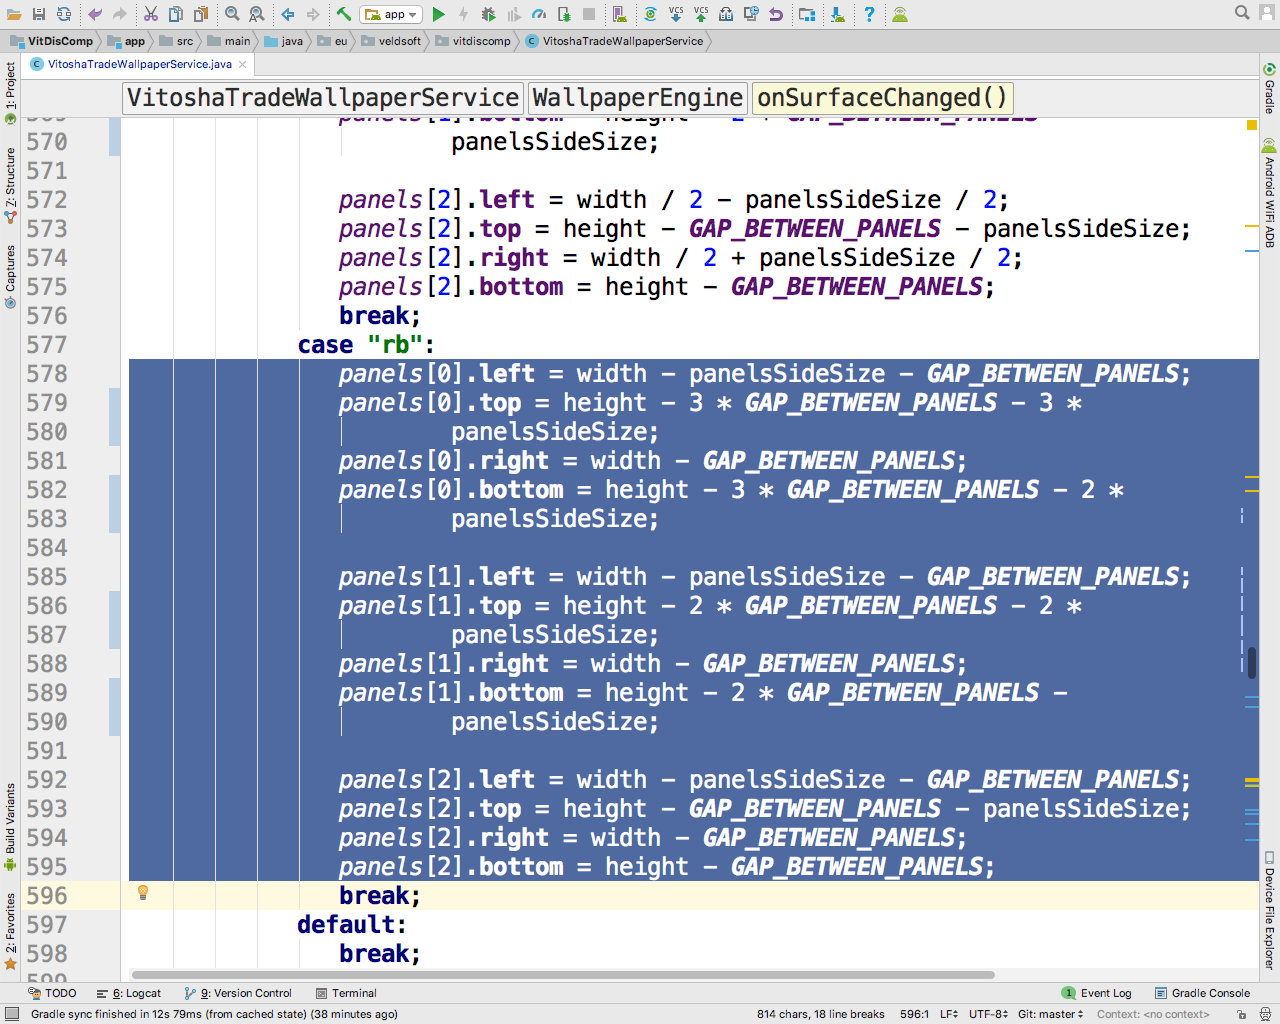 app
VitDisComp app src main java eu veldsoft vitdiscomp VitoshaTradeWallpaperService
VitoshaTradeWallpaperService.java
VitoshaTradeWallpaperService WallpaperEngine onSurfaceChanged()
570 panelsSideSize;
571
572 panels[2].left = width / 2 - panelsSideSize / 2;
573 panels[2].top = height - GAP_BETWEEN_PANELS - panelsSideSize;
574 panels[2].right = width / 2 + panelsSideSize / 2;
575 panels[2].bottom = height - GAP_BETWEEN_PANELS;
576 break;
577 case "rb":
578 panels[0].left = width - panelsSideSize - GAP_BETWEEN_PANELS;
579 panels[0].top = height - 3 * GAP_BETWEEN_PANELS - 3 *
580 panelsSideSize;
581 panels[0].right = width - GAP_BETWEEN_PANELS;
582 panels[0].bottom = height - 3 * GAP_BETWEEN_PANELS - 2 *
583 panelsSideSize;
584
585 panels[1].left = width - panelsSideSize - GAP_BETWEEN_PANELS;
586 panels[1].top = height - 2 * GAP_BETWEEN_PANELS - 2 *
587 panelsSideSize;
588 panels[1].right = width - GAP_BETWEEN_PANELS;
589 panels[1].bottom = height - 2 * GAP_BETWEEN_PANELS -
590 panelsSideSize;
591
592 panels[2].left = width - panelsSideSize - GAP_BETWEEN_PANELS;
593 panels[2].top = height - GAP_BETWEEN_PANELS - panelsSideSize;
594 panels[2].right = width - GAP_BETWEEN_PANELS;
595 panels[2].bottom = height - GAP_BETWEEN_PANELS;
596 break;
597 default:
598 break;
1: Project
7: Structure
Captures
Build Variants
2: Favorites
Gradle
Android WiFi ADB
Device File Explorer
TODO 6: Logcat 9: Version Control Terminal 1 Event Log Gradle Console
Gradle sync finished in 12s 79ms (from cached state) (38 minutes ago) 814 chars, 18 line breaks 596:1 LF UTF-8 Git: master Context: <no context>